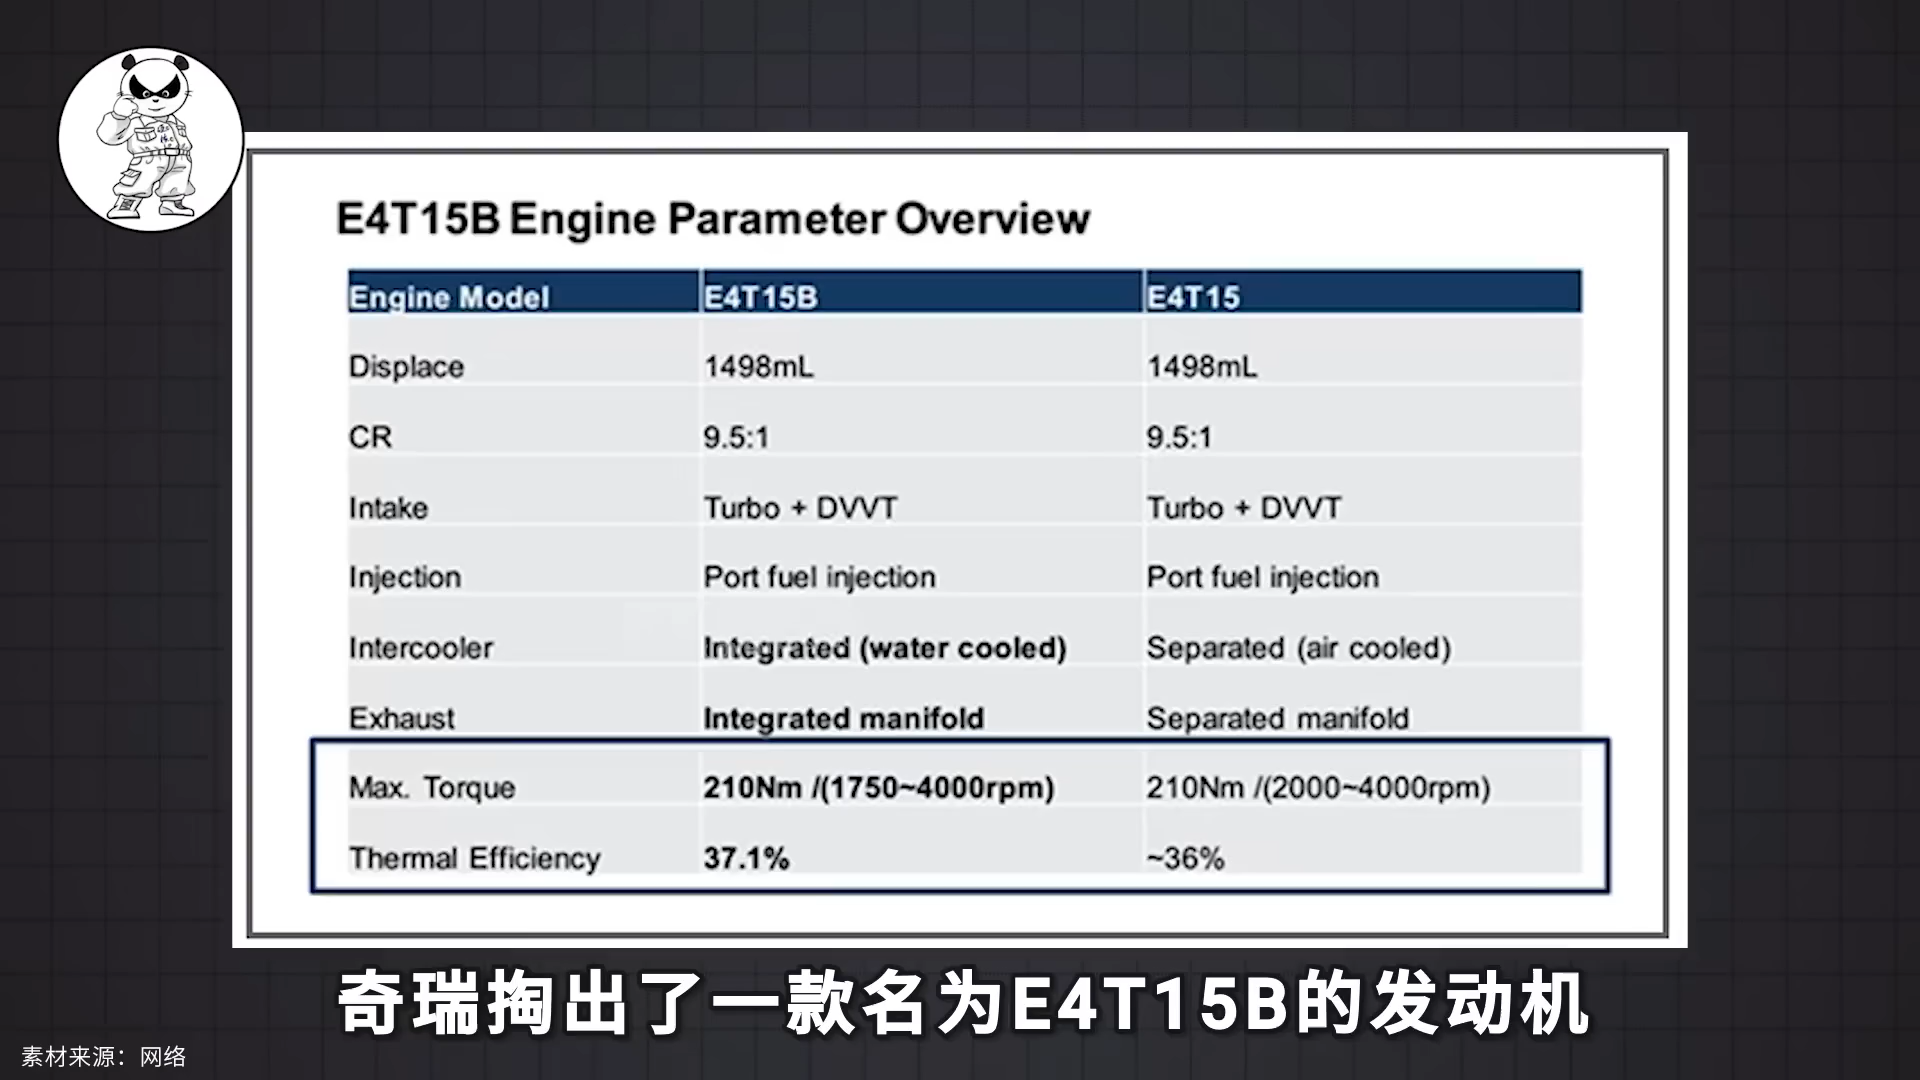 E4T15B Engine Parameter Overview
Engine Model E4T15B E4T15
Displace 1498mL 1498mL
CR 9.5:1 9.5:1
Intake Turbo + DVVT Turbo + DVVT
Injection Port fuel injection Port fuel injection
Intercooler Integrated (water cooled) Separated (air cooled)
Exhaust Integrated manifold Separated manifold
Max. Torque 210Nm /(1750~4000rpm) 210Nm /(2000~4000rpm)
Thermal Efficiency 37.1% ~36%
奇瑞掏出了一款名为E4T15B的发动机
素材来源：网络